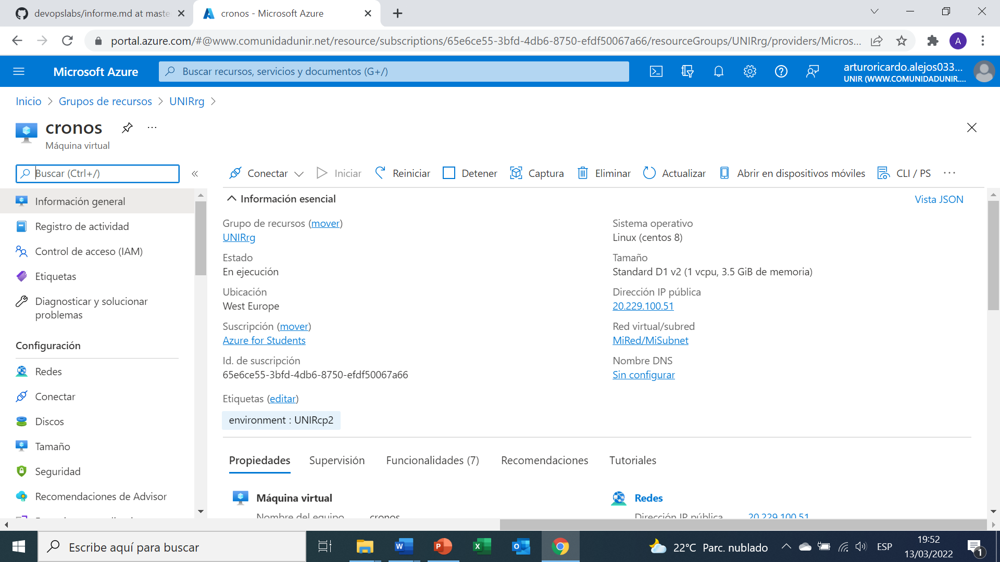 devopslabs/informe.md at maste
cronos - Microsoft Azure
portal.azure.com/#@www.comunidadunir.net/resource/subscriptions/65e6ce55-3bfd-4db6-8750-efdf50067a66/resourceGroups/UNIRrg/providers/Micros...
A
Microsoft Azure
Buscar recursos, servicios y documentos (G+/)
arturoricardo.alejos033...
UNIR (WWW.COMUNIDADUNIR....
Inicio > Grupos de recursos > UNIRrg >
cronos
Máquina virtual
Buscar (Ctrl+/)
«
Conectar
Iniciar
Reiniciar
Detener
Captura
Eliminar
Actualizar
Abrir en dispositivos móviles
CLI / PS
Información general
Registro de actividad
Control de acceso (IAM)
Etiquetas
Diagnosticar y solucionar
problemas
Configuración
Redes
Conectar
Discos
Tamaño
Seguridad
Recomendaciones de Advisor
Información esencial
Vista JSON
Grupo de recursos (mover)
UNIRrg
Estado
En ejecución
Ubicación
West Europe
Suscripción (mover)
Azure for Students
Id. de suscripción
65e6ce55-3bfd-4db6-8750-efdf50067a66
Etiquetas (editar)
environment : UNIRcp2
Sistema operativo
Linux (centos 8)
Tamaño
Standard D1 v2 (1 vcpu, 3.5 GiB de memoria)
Dirección IP pública
20.229.100.51
Red virtual/subred
MiRed/MiSubnet
Nombre DNS
Sin configurar
Propiedades
Supervisión
Funcionalidades (7)
Recomendaciones
Tutoriales
Máquina virtual
Nombre del equipo cronos
Redes
Dirección IP pública 20.229.100.51
Escribe aquí para buscar
22°C Parc. nublado
ESP
19:52
13/03/2022
1